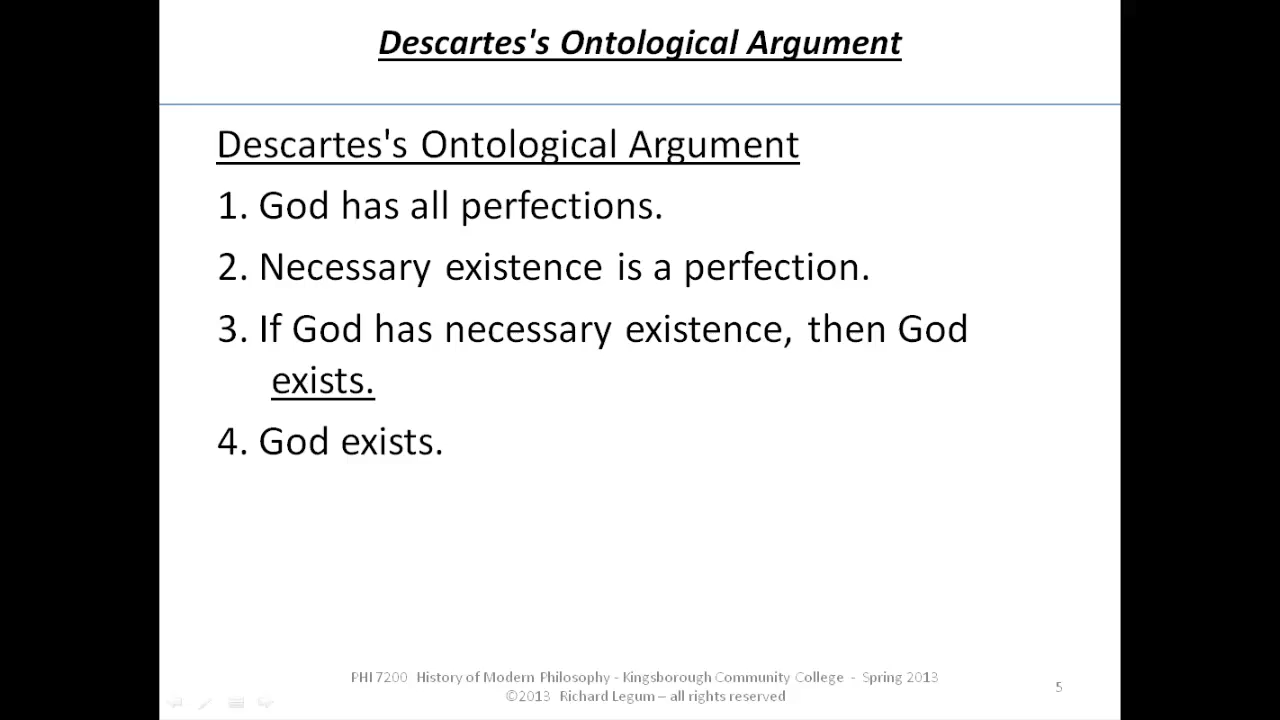 Descartes's Ontological Argument
Descartes's Ontological Argument
1. God has all perfections.
2. Necessary existence is a perfection.
3. If God has necessary existence, then God
exists.
4. God exists.
PHI 7200 History of Modern Philosophy - Kingsborough Community College - Spring 2013
©2013 Richard Legum – all rights reserved
5